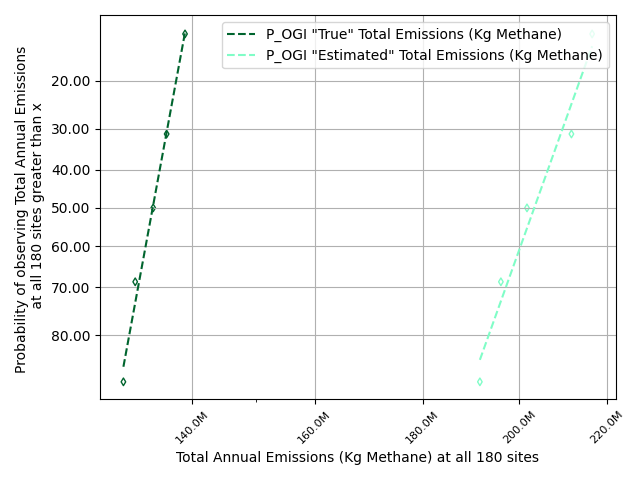 P_OGI "True" Total Emissions (Kg Methane)
P_OGI "Estimated" Total Emissions (Kg Methane)
Probability of observing Total Annual Emissions
at all 180 sites greater than x
20.00
30.00
40.00
50.00
60.00
70.00
80.00
140.0M
160.0M
180.0M
200.0M
220.0M
Total Annual Emissions (Kg Methane) at all 180 sites